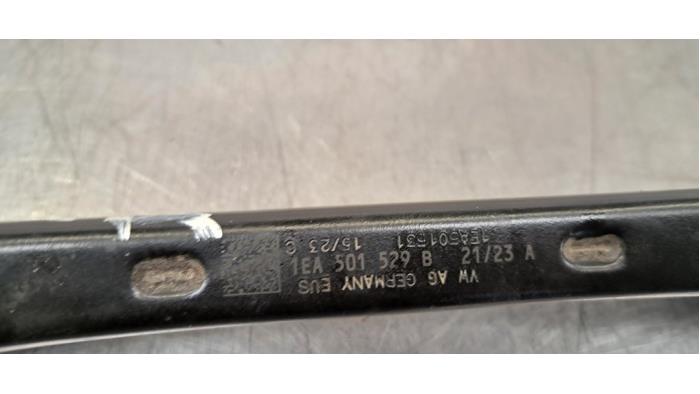 1EA501531
15/23 C
1EA 501 529 B 21/23 A
VW AG GERMANY EUS